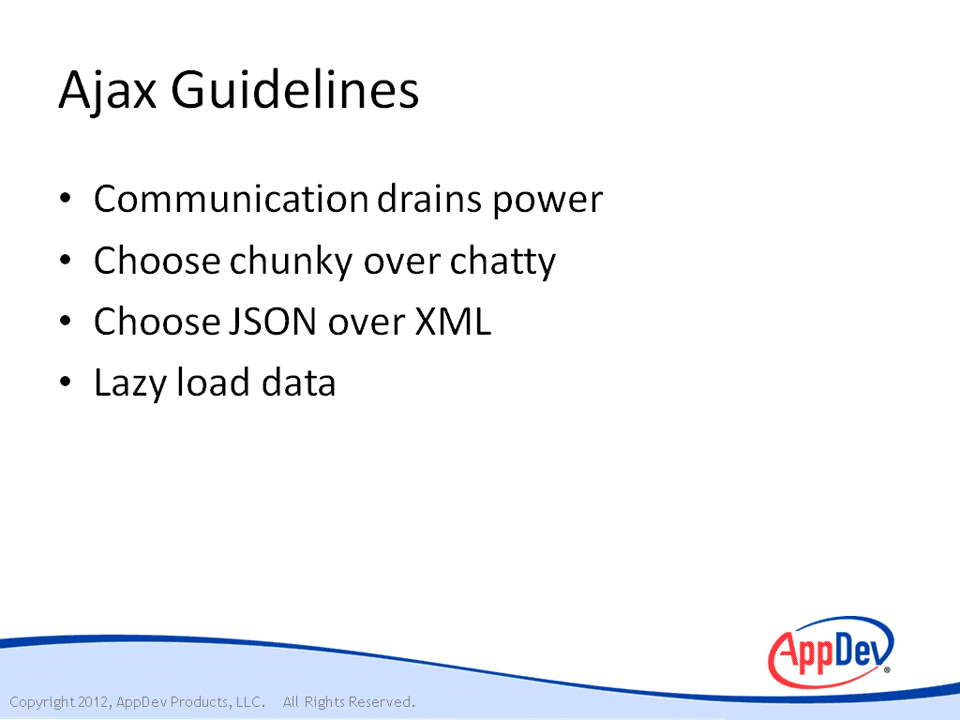 Ajax Guidelines
• Communication drains power
• Choose chunky over chatty
• Choose JSON over XML
• Lazy load data
AppDev®
Copyright 2012, AppDev Products, LLC. All Rights Reserved.